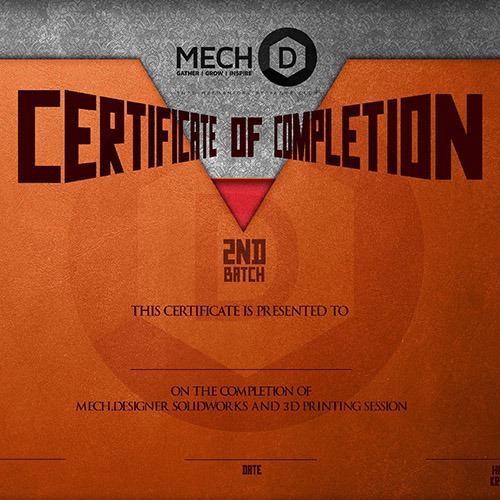 MECH D
GATHER | GROW | INSPIRE
CERTIFICATE OF COMPLETION
2ND
BATCH
THIS CERTIFICATE IS PRESENTED TO
ON THE COMPLETION OF
MECH.DESIGNER SOLIDWORKS AND 3D PRINTING SESSION
DATE